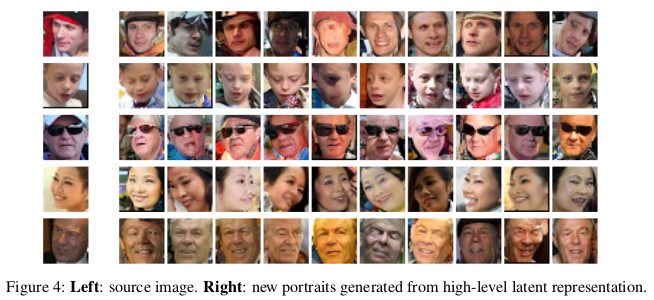 Figure 4: Left: source image. Right: new portraits generated from high-level latent representation.